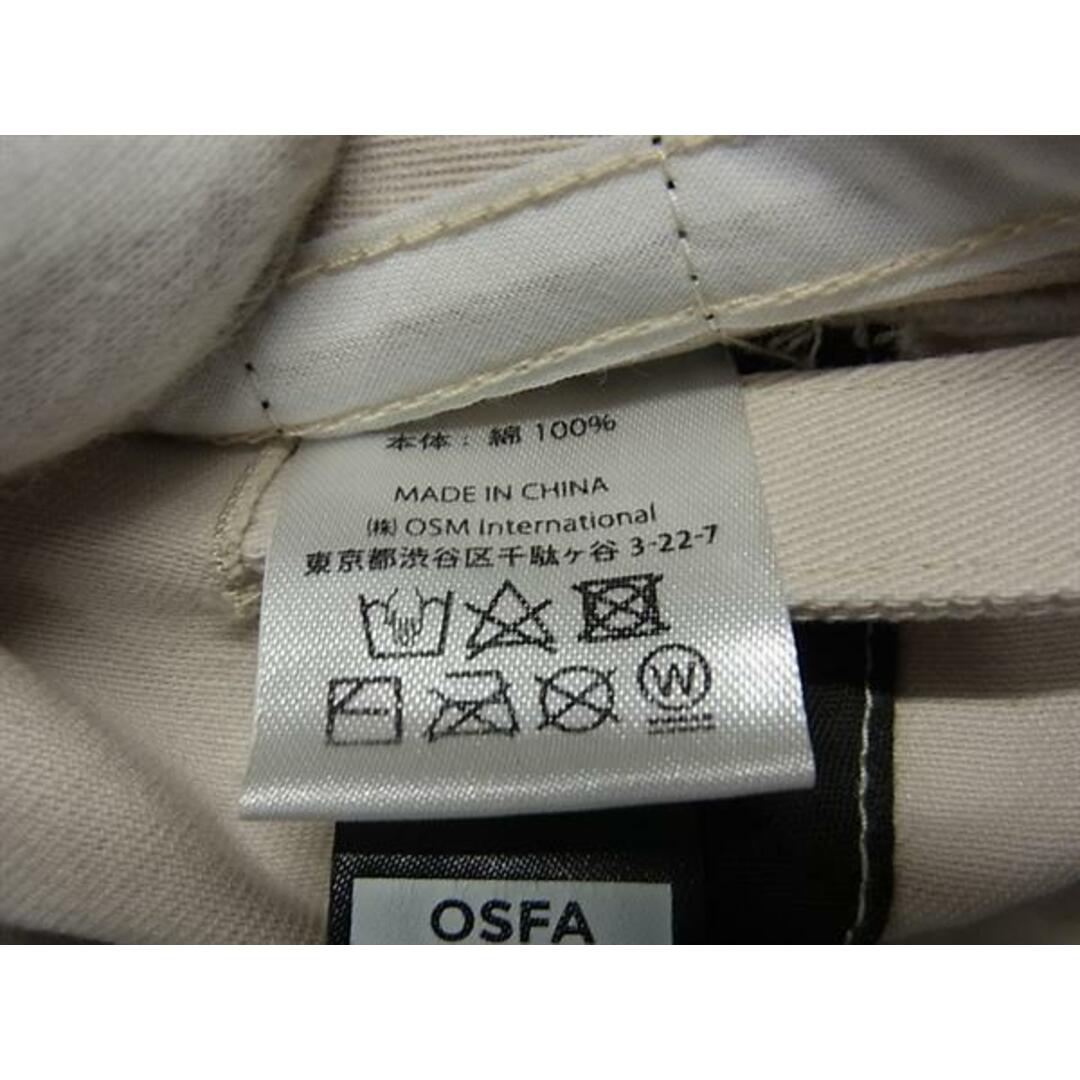 本体：綿 100%
MADE IN CHINA
(株) OSM International
東京都渋谷区千駄ヶ谷 3-22-7
W
OSFA